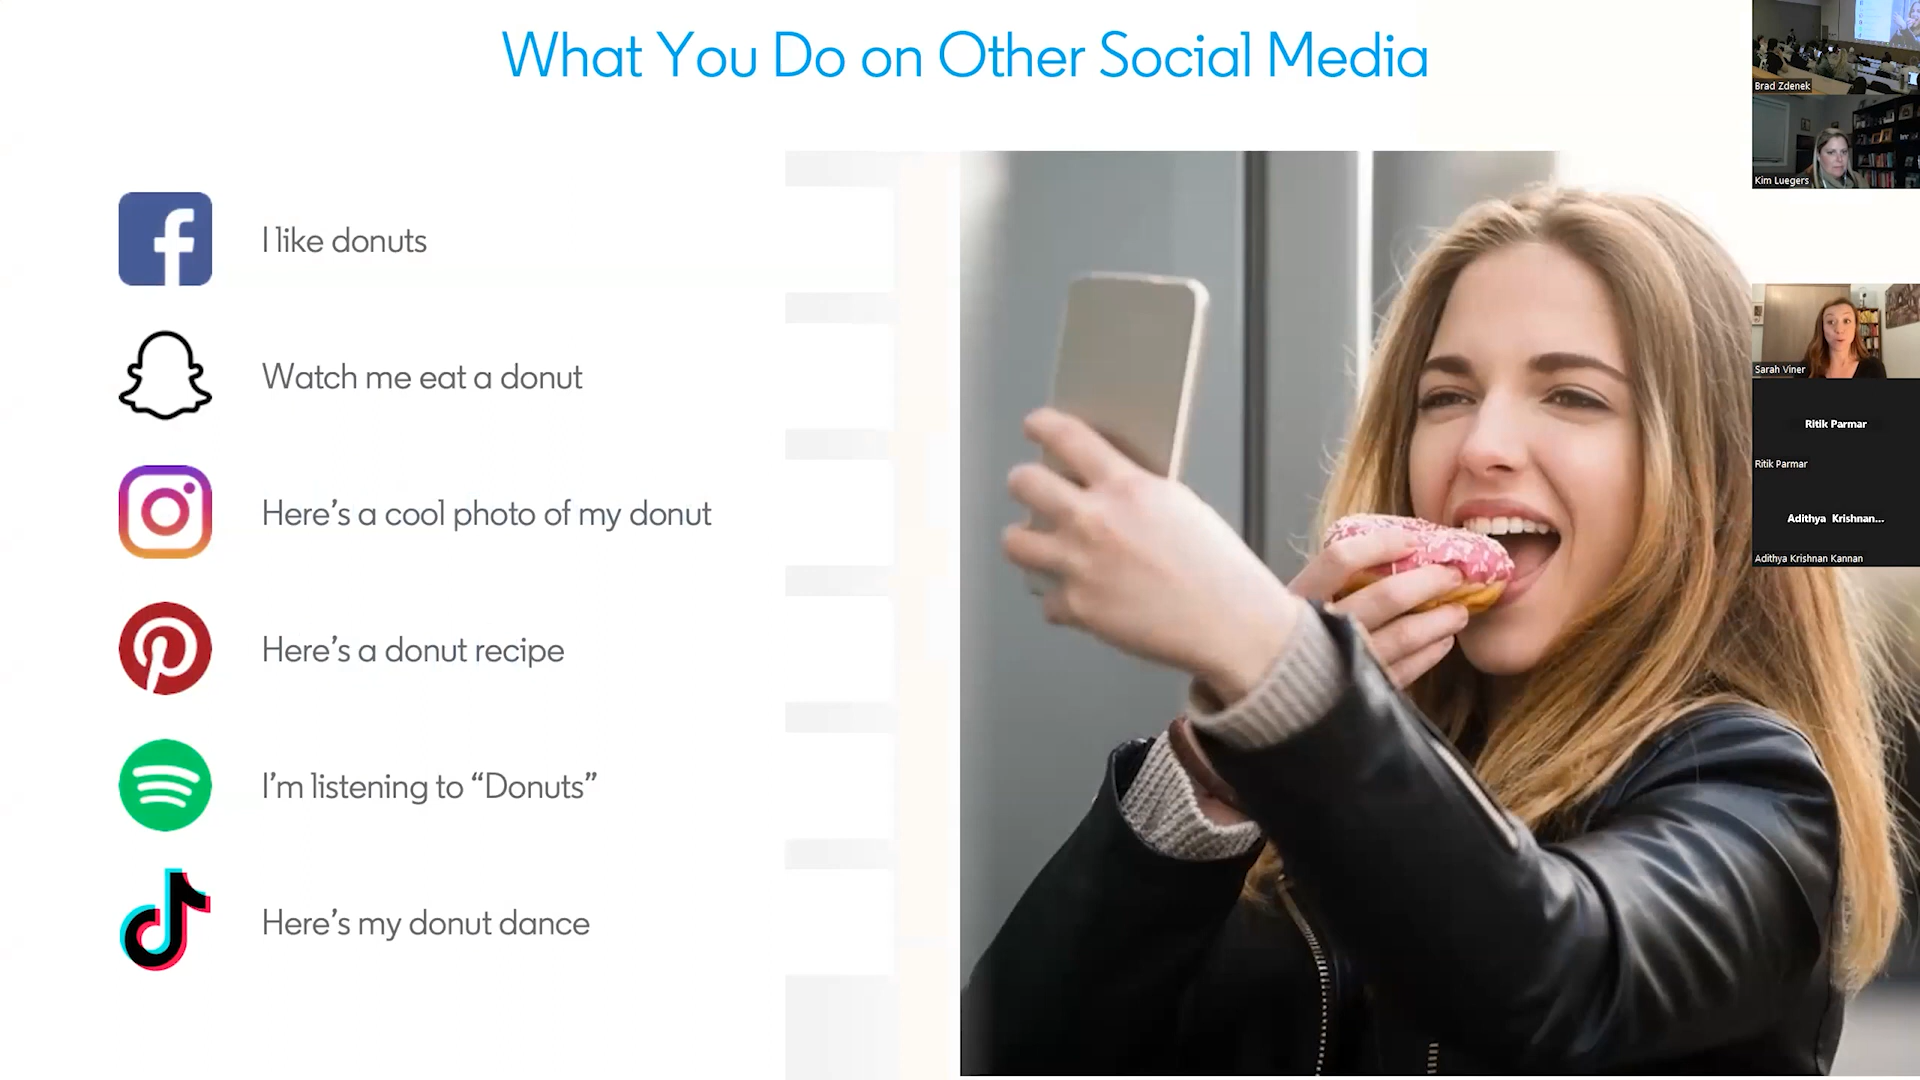 What You Do on Other Social Media
I like donuts
Watch me eat a donut
Here's a cool photo of my donut
Here's a donut recipe
I'm listening to “Donuts”
Here's my donut dance
Brad Zdenek
Kim Luegers
Sarah Viner
Ritik Parmar
Ritik Parmar
Adithya Krishnan...
Adithya Krishnan Kannan